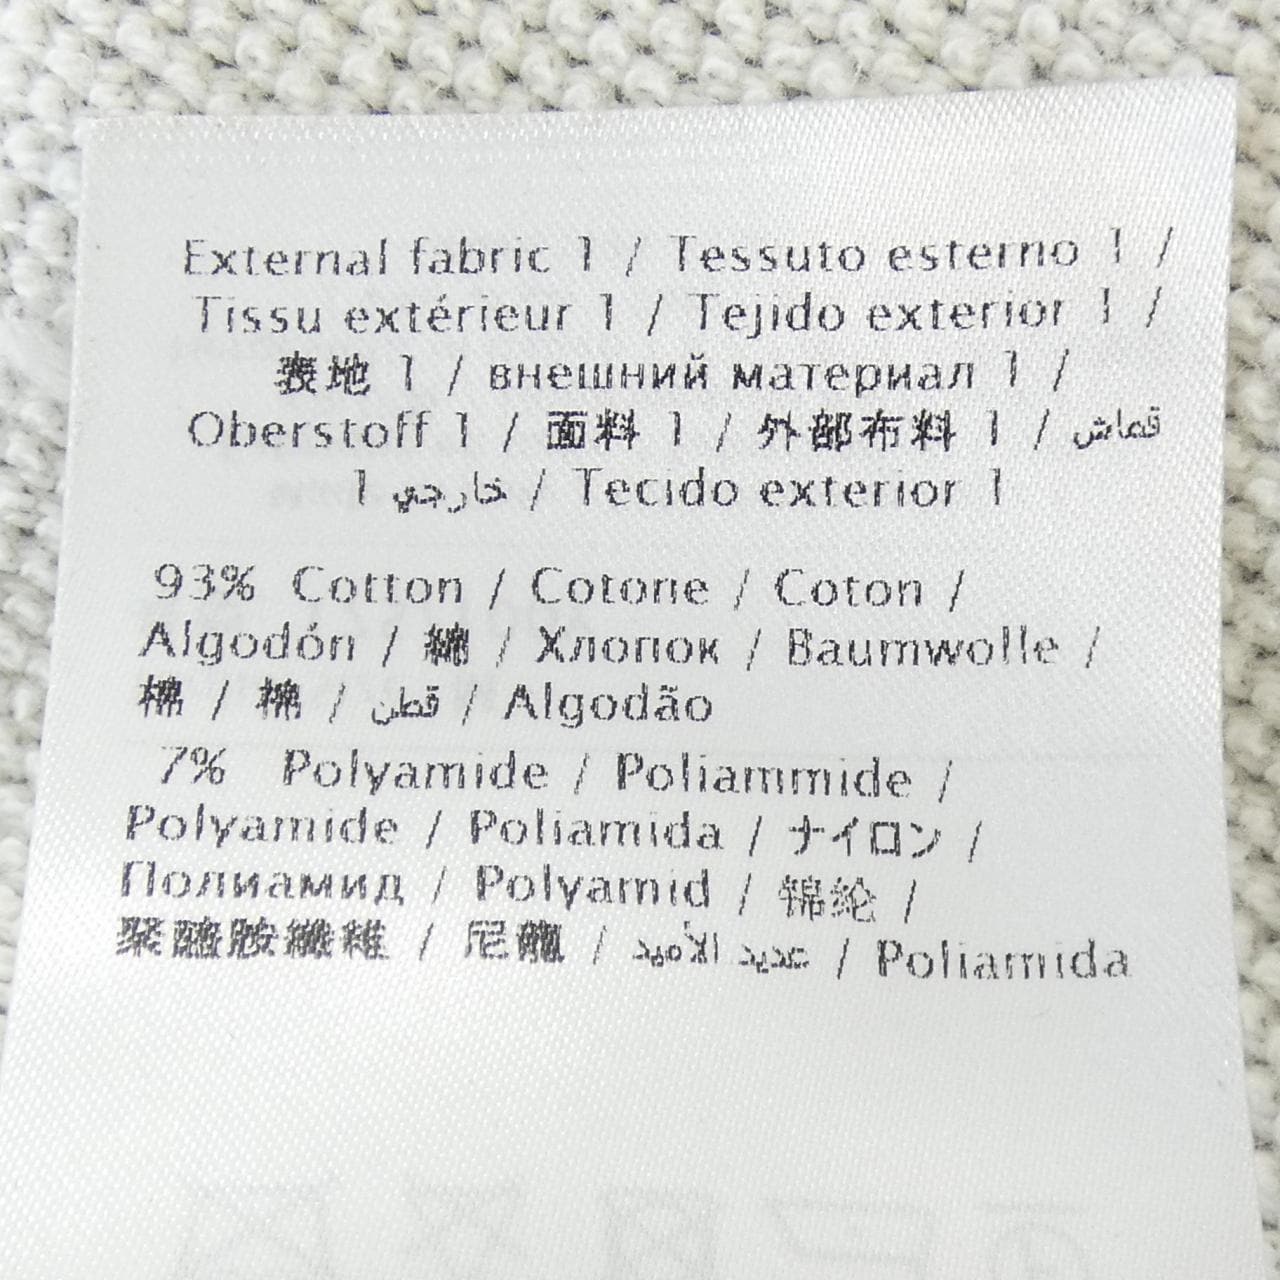 External fabric 1 / Tessuto esterno 1 /
Tissu extérieur 1 / Tejido exterior 1 /
表地 1 / внешний материал 1 /
Oberstoff 1 / 面料 1 / 外部布料 1 / قماش
خارجي 1 / Tecido exterior 1
93% Cotton / Cotone / Coton /
Algodón / 綿 / Хлопок / Baumwolle /
棉 / 棉 / قطن / Algodão
7% Polyamide / Poliammide /
Polyamide / Poliamida / ナイロン /
Полиамид / Polyamid / 锦纶 /
聚醯胺纖維 / 尼龍 / عديد الأميد / Poliamida